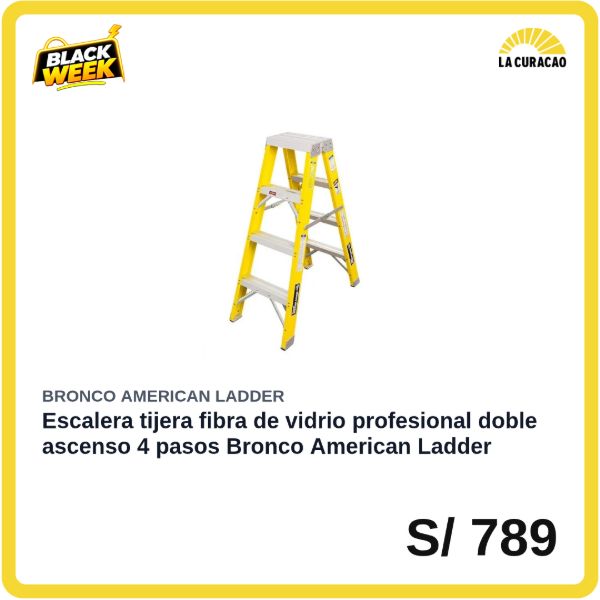 BLACK
WEEK
LA CURACAO
BRONCO AMERICAN LADDER
Escalera tijera fibra de vidrio profesional doble
ascenso 4 pasos Bronco American Ladder
S/ 789